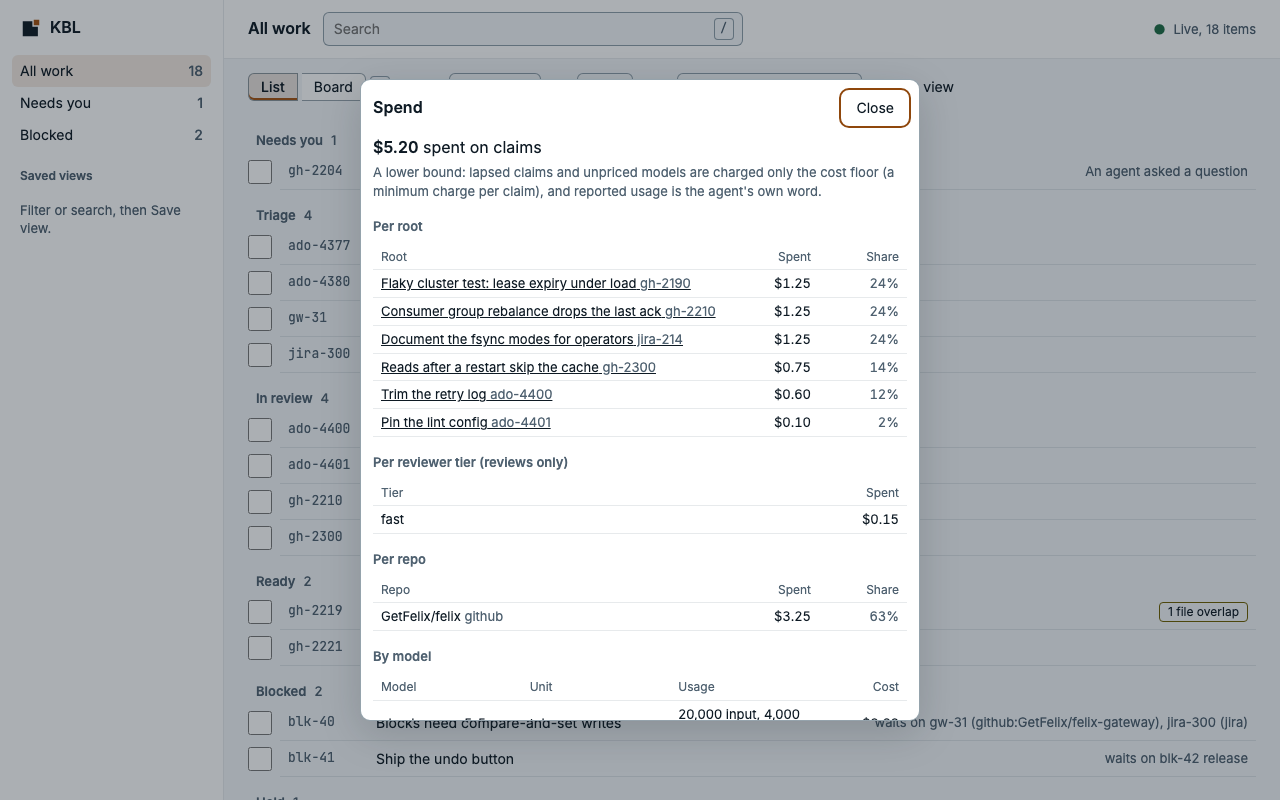 KBL
All work
Search
/
Live, 18 items
All work 18
Needs you 1
Blocked 2
Saved views
Filter or search, then Save
view.
List
Board
view
Needs you 1
gh-2204
An agent asked a question
Triage 4
ado-4377
ado-4380
gw-31
jira-300
In review 4
ado-4400
ado-4401
gh-2210
gh-2300
Ready 2
gh-2219
1 file overlap
gh-2221
Blocked 2
Spend
Close
$5.20 spent on claims
A lower bound: lapsed claims and unpriced models are charged only the cost floor (a
minimum charge per claim), and reported usage is the agent's own word.
Per root
Root Spent Share
Flaky cluster test: lease expiry under load gh-2190 $1.25 24%
Consumer group rebalance drops the last ack gh-2210 $1.25 24%
Document the fsync modes for operators jira-214 $1.25 24%
Reads after a restart skip the cache gh-2300 $0.75 14%
Trim the retry log ado-4400 $0.60 12%
Pin the lint config ado-4401 $0.10 2%
Per reviewer tier (reviews only)
Tier Spent
fast $0.15
Per repo
Repo Spent Share
GetFelix/felix github $3.25 63%
By model
Model Unit Usage Cost
20,000 input, 4,000
blk-40 Blocks need compare-and-set writes waits on gw-31 (github:GetFelix/felix-gateway), jira-300 (jira)
blk-41 Ship the undo button waits on blk-42 release